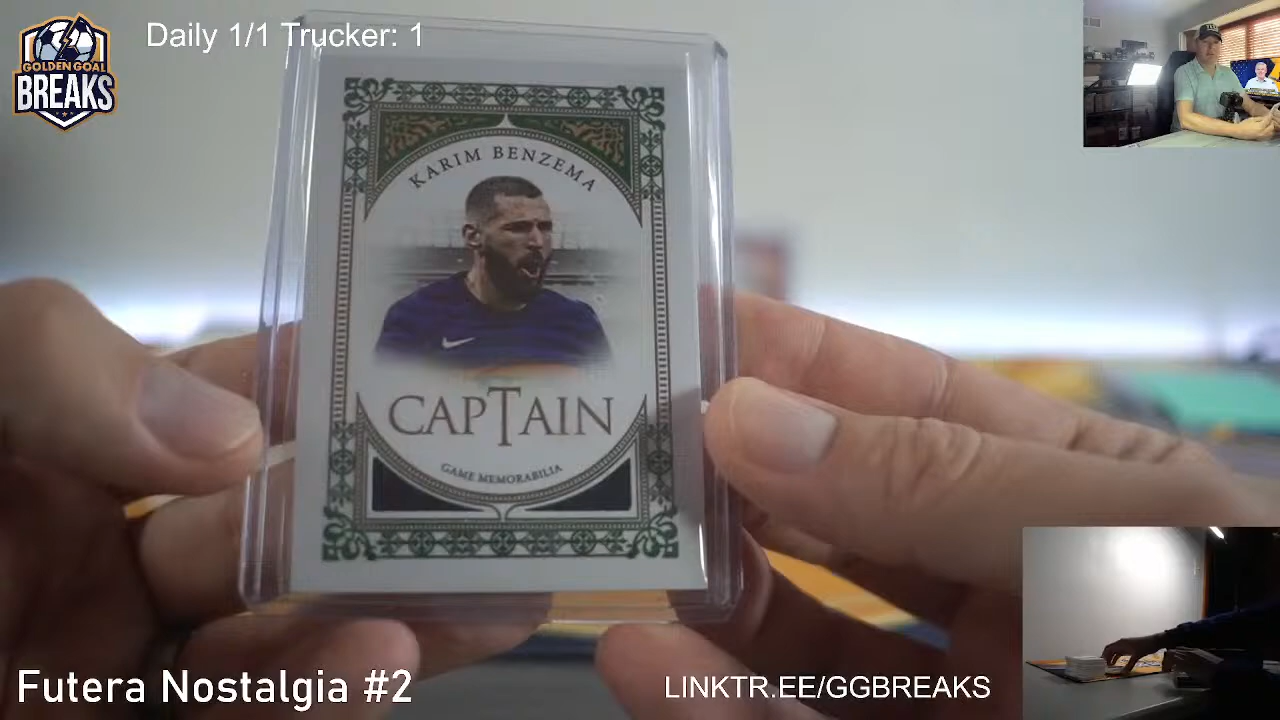 GOLDEN GOAL
BREAKS
Daily 1/1 Trucker: 1
KARIM BENZEMA
CAPTAIN
GAME MEMORABILIA
Futera Nostalgia #2
LINKTR.EE/GGBREAKS